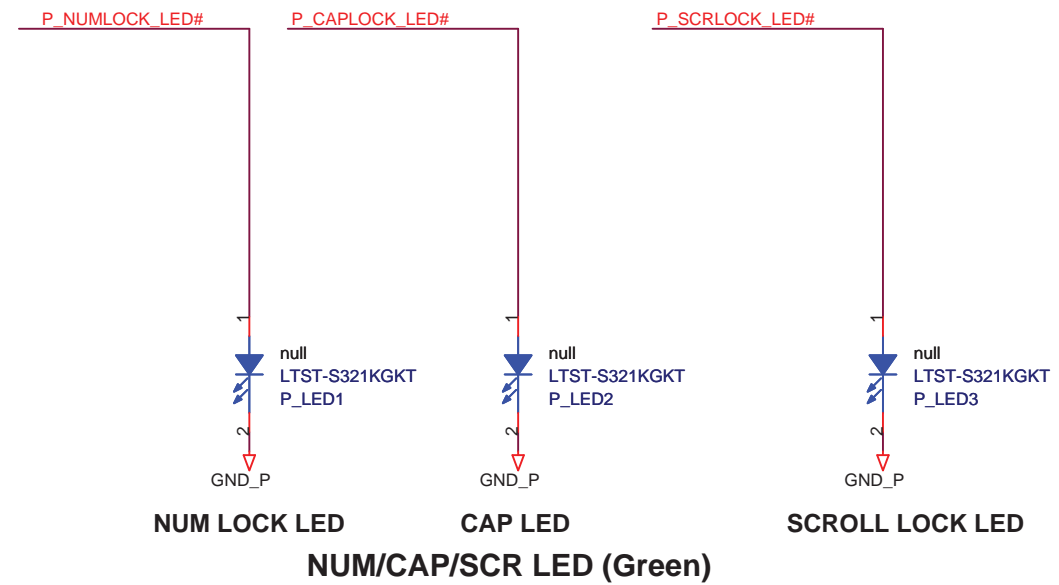 P_NUMLOCK_LED# P_CAPLOCK_LED# P_SCRLOCK_LED#
1 1 1
null null null
LTST-S321KGKT LTST-S321KGKT LTST-S321KGKT
P_LED1 P_LED2 P_LED3
2 2 2
GND_P GND_P GND_P
NUM LOCK LED CAP LED SCROLL LOCK LED
NUM/CAP/SCR LED (Green)